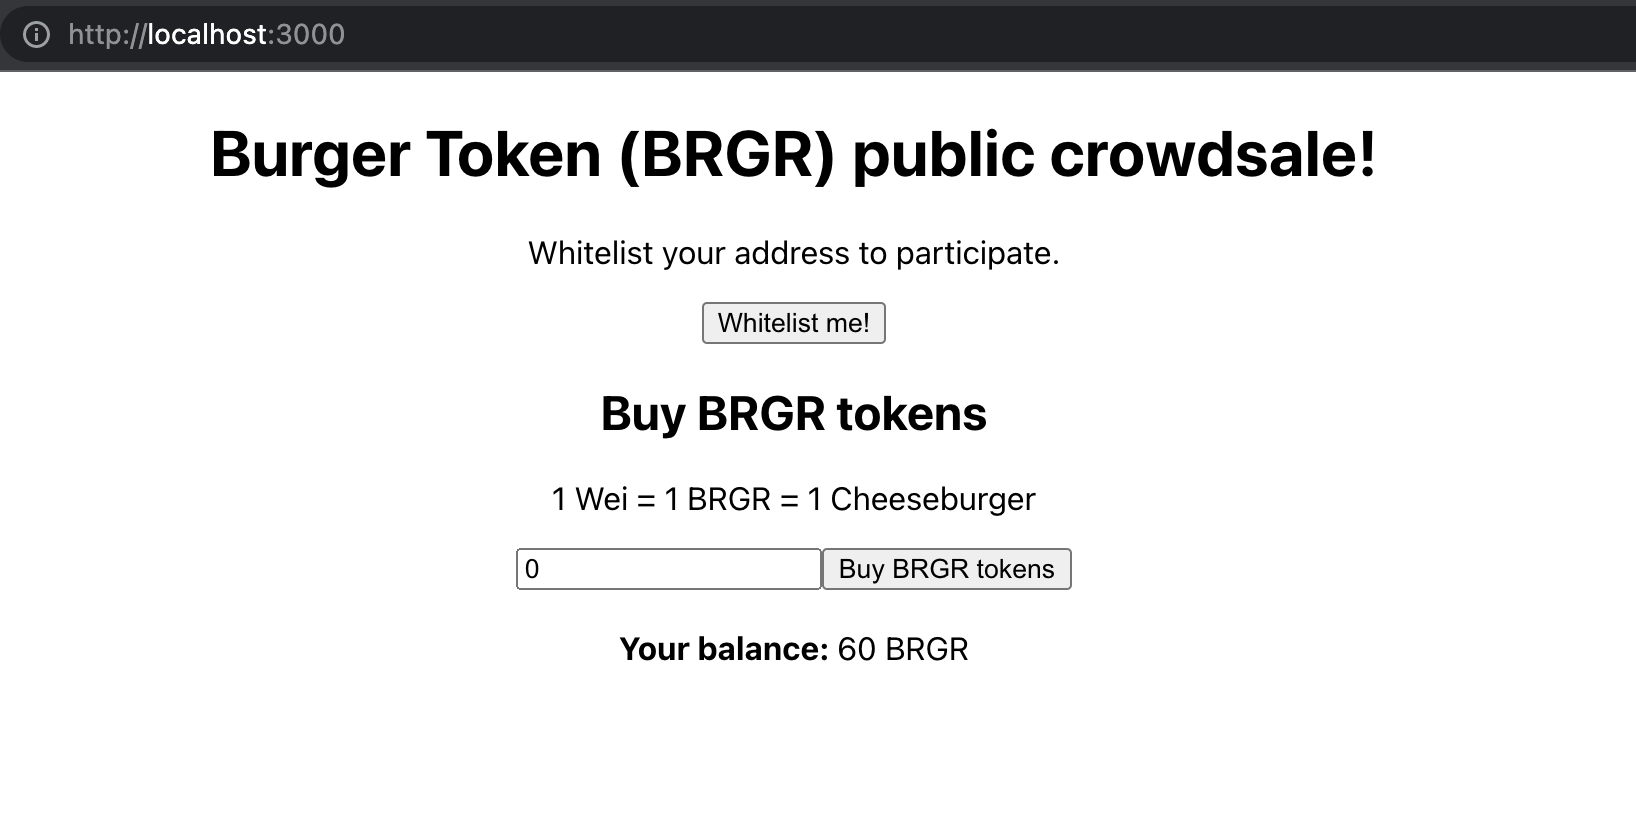 http://localhost:3000
Burger Token (BRGR) public crowdsale!
Whitelist your address to participate.
Whitelist me!
Buy BRGR tokens
1 Wei = 1 BRGR = 1 Cheeseburger
0 Buy BRGR tokens
Your balance: 60 BRGR